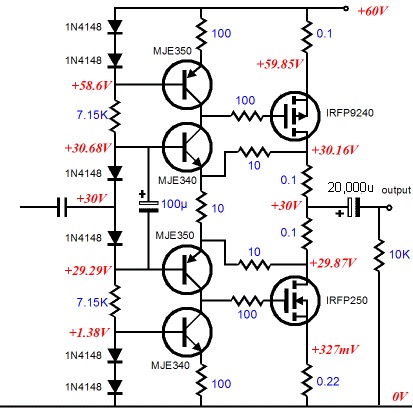 +60V
1N4148
MJE350
100
0.1
1N4148
+59.85V
+58.6V
7.15K
100
IRFP9240
+30.68V
+30.16V
1N4148
MJE340
10
0.1
20,000u
output
+30V
+
100µ
10
+30V
+
MJE350
0.1
1N4148
10
10K
+29.29V
+29.87V
7.15K
IRFP250
100
+1.38V
+327mV
1N4148
MJE340
1N4148
100
0.22
0V